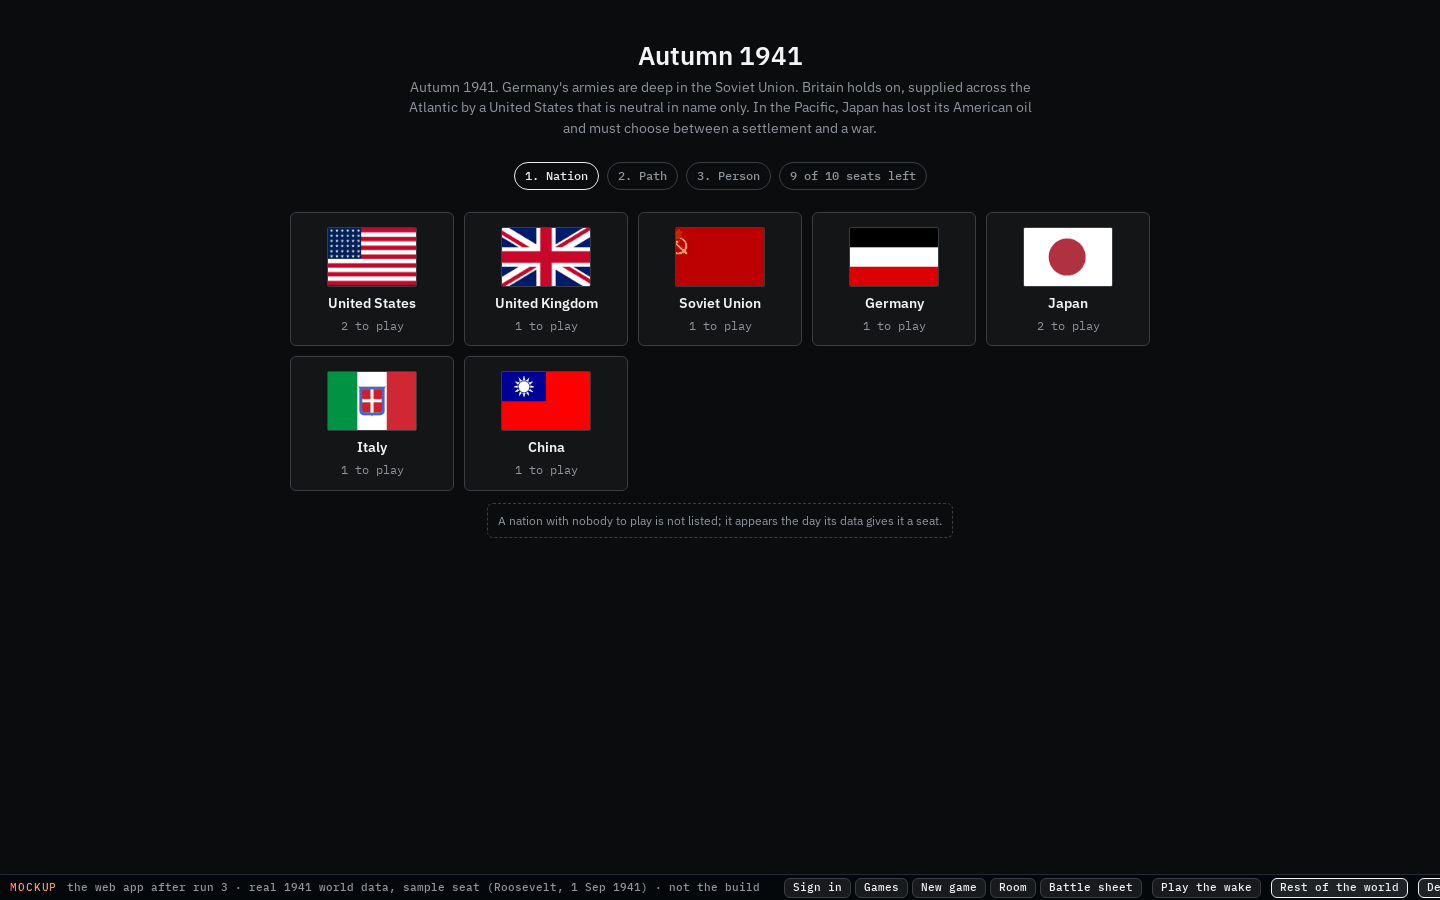 Autumn 1941
Autumn 1941. Germany's armies are deep in the Soviet Union. Britain holds on, supplied across the
Atlantic by a United States that is neutral in name only. In the Pacific, Japan has lost its American oil
and must choose between a settlement and a war.
1. Nation
2. Path
3. Person
9 of 10 seats left
United States
2 to play
United Kingdom
1 to play
Soviet Union
1 to play
Germany
1 to play
Japan
2 to play
Italy
1 to play
China
1 to play
A nation with nobody to play is not listed; it appears the day its data gives it a seat.
MOCKUP the web app after run 3 · real 1941 world data, sample seat (Roosevelt, 1 Sep 1941) · not the build
Sign in
Games
New game
Room
Battle sheet
Play the wake
Rest of the world